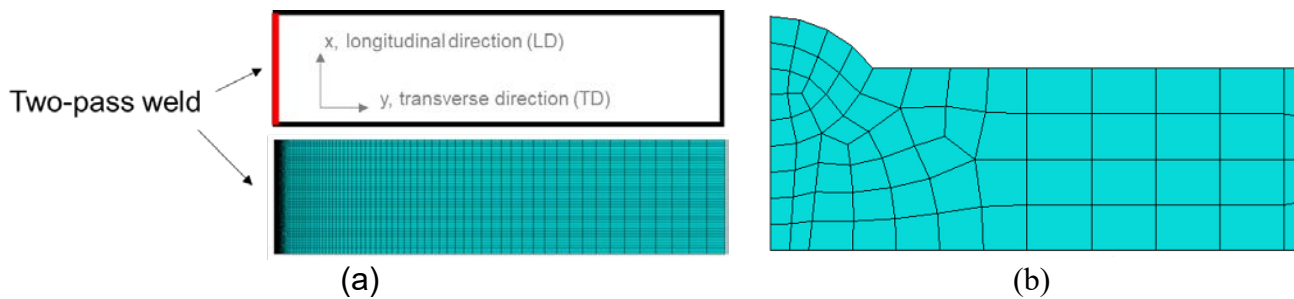 x, longitudinal direction (LD)
Two-pass weld
y, transverse direction (TD)
(a)
(b)